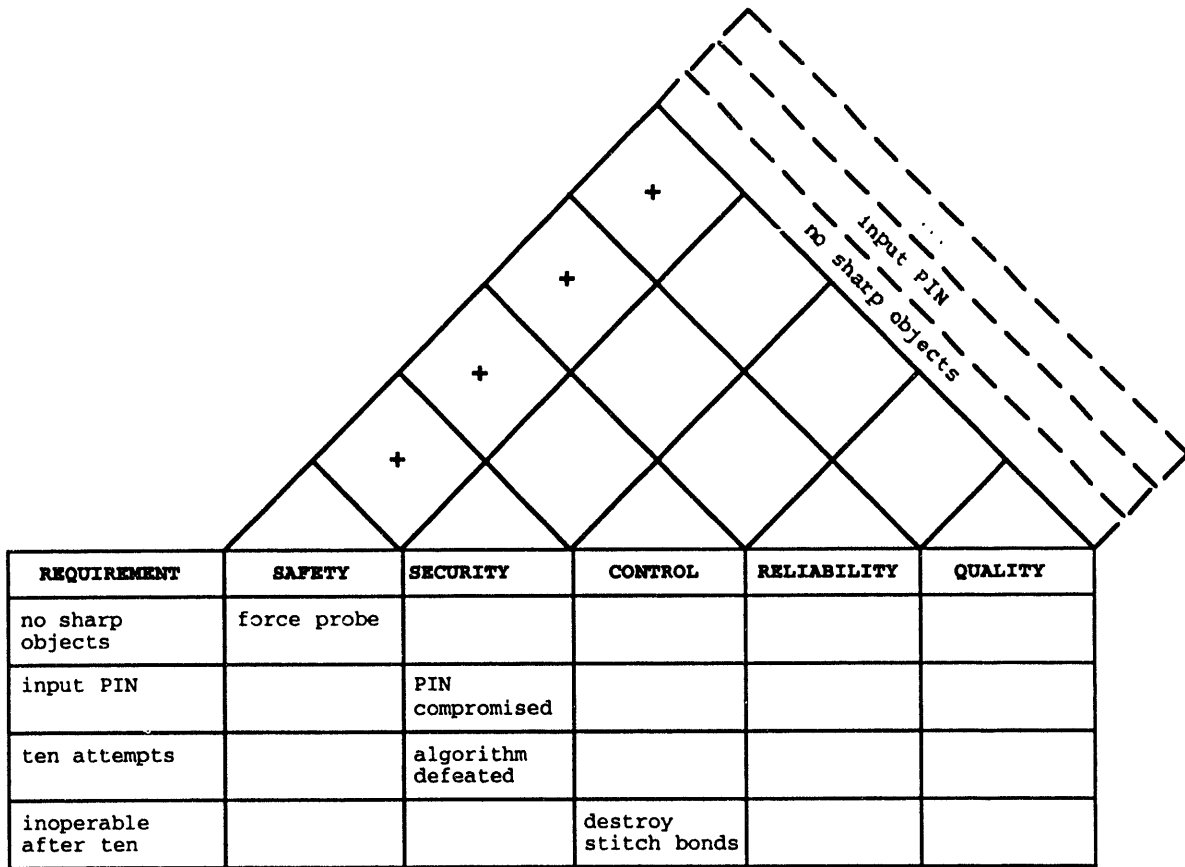 +
+
+
+
...
input PIN
no sharp objects
REQUIREMENT SAFETY SECURITY CONTROL RELIABILITY QUALITY
no sharp
objects
force probe
input PIN
PIN
compromised
ten attempts
algorithm
defeated
inoperable
after ten
destroy
stitch bonds